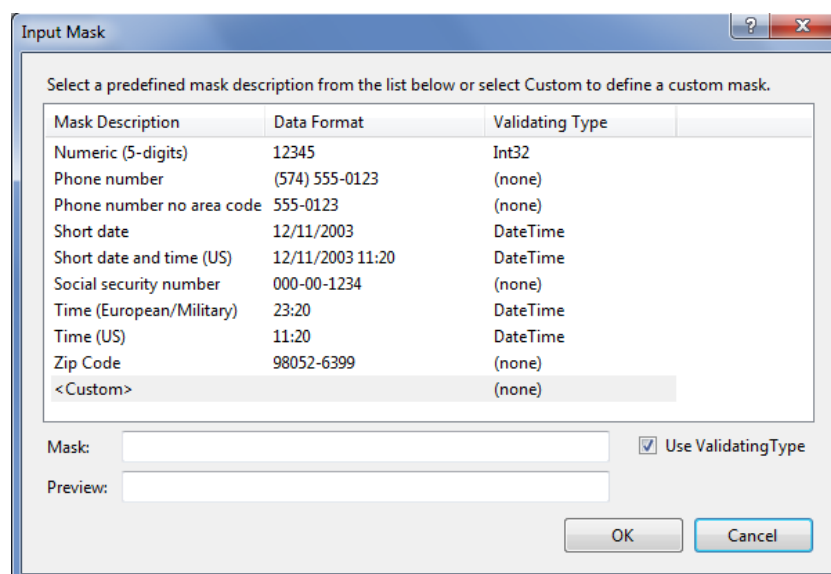 Input Mask
Select a predefined mask description from the list below or select Custom to define a custom mask.
Mask Description Data Format Validating Type
Numeric (5-digits) 12345 Int32
Phone number (574) 555-0123 (none)
Phone number no area code 555-0123 (none)
Short date 12/11/2003 DateTime
Short date and time (US) 12/11/2003 11:20 DateTime
Social security number 000-00-1234 (none)
Time (European/Military) 23:20 DateTime
Time (US) 11:20 DateTime
Zip Code 98052-6399 (none)
<Custom> (none)
Mask: Use ValidatingType
Preview:
OK Cancel